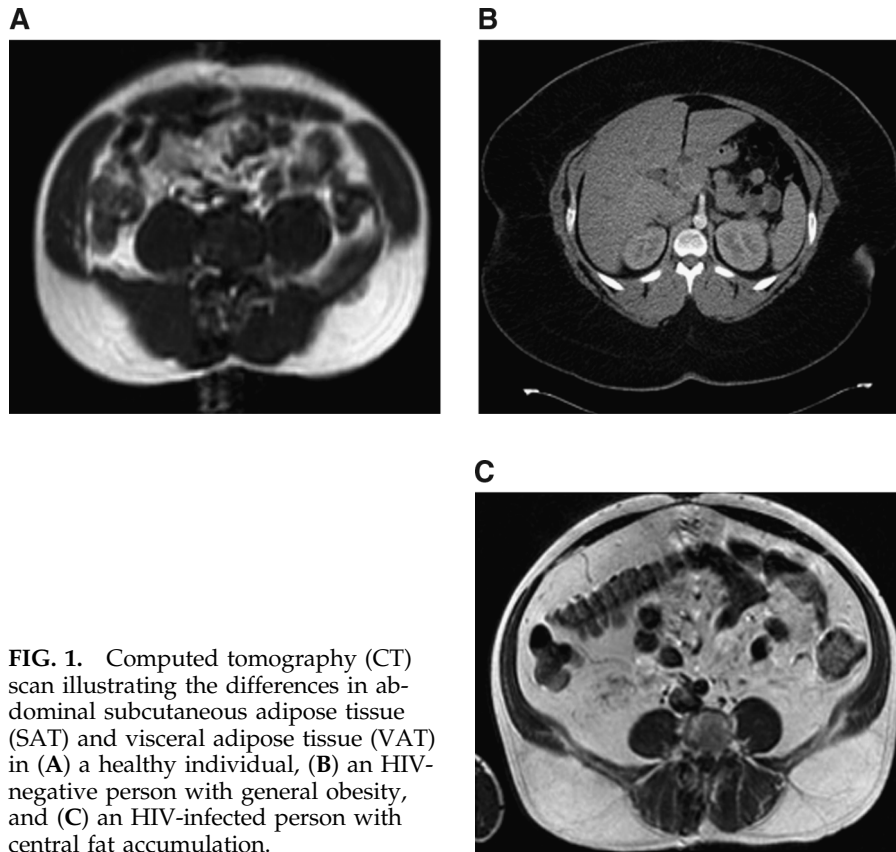 A
B
C
FIG. 1. Computed tomography (CT)
scan illustrating the differences in ab-
dominal subcutaneous adipose tissue
(SAT) and visceral adipose tissue (VAT)
in (A) a healthy individual, (B) an HIV-
negative person with general obesity,
and (C) an HIV-infected person with
central fat accumulation.